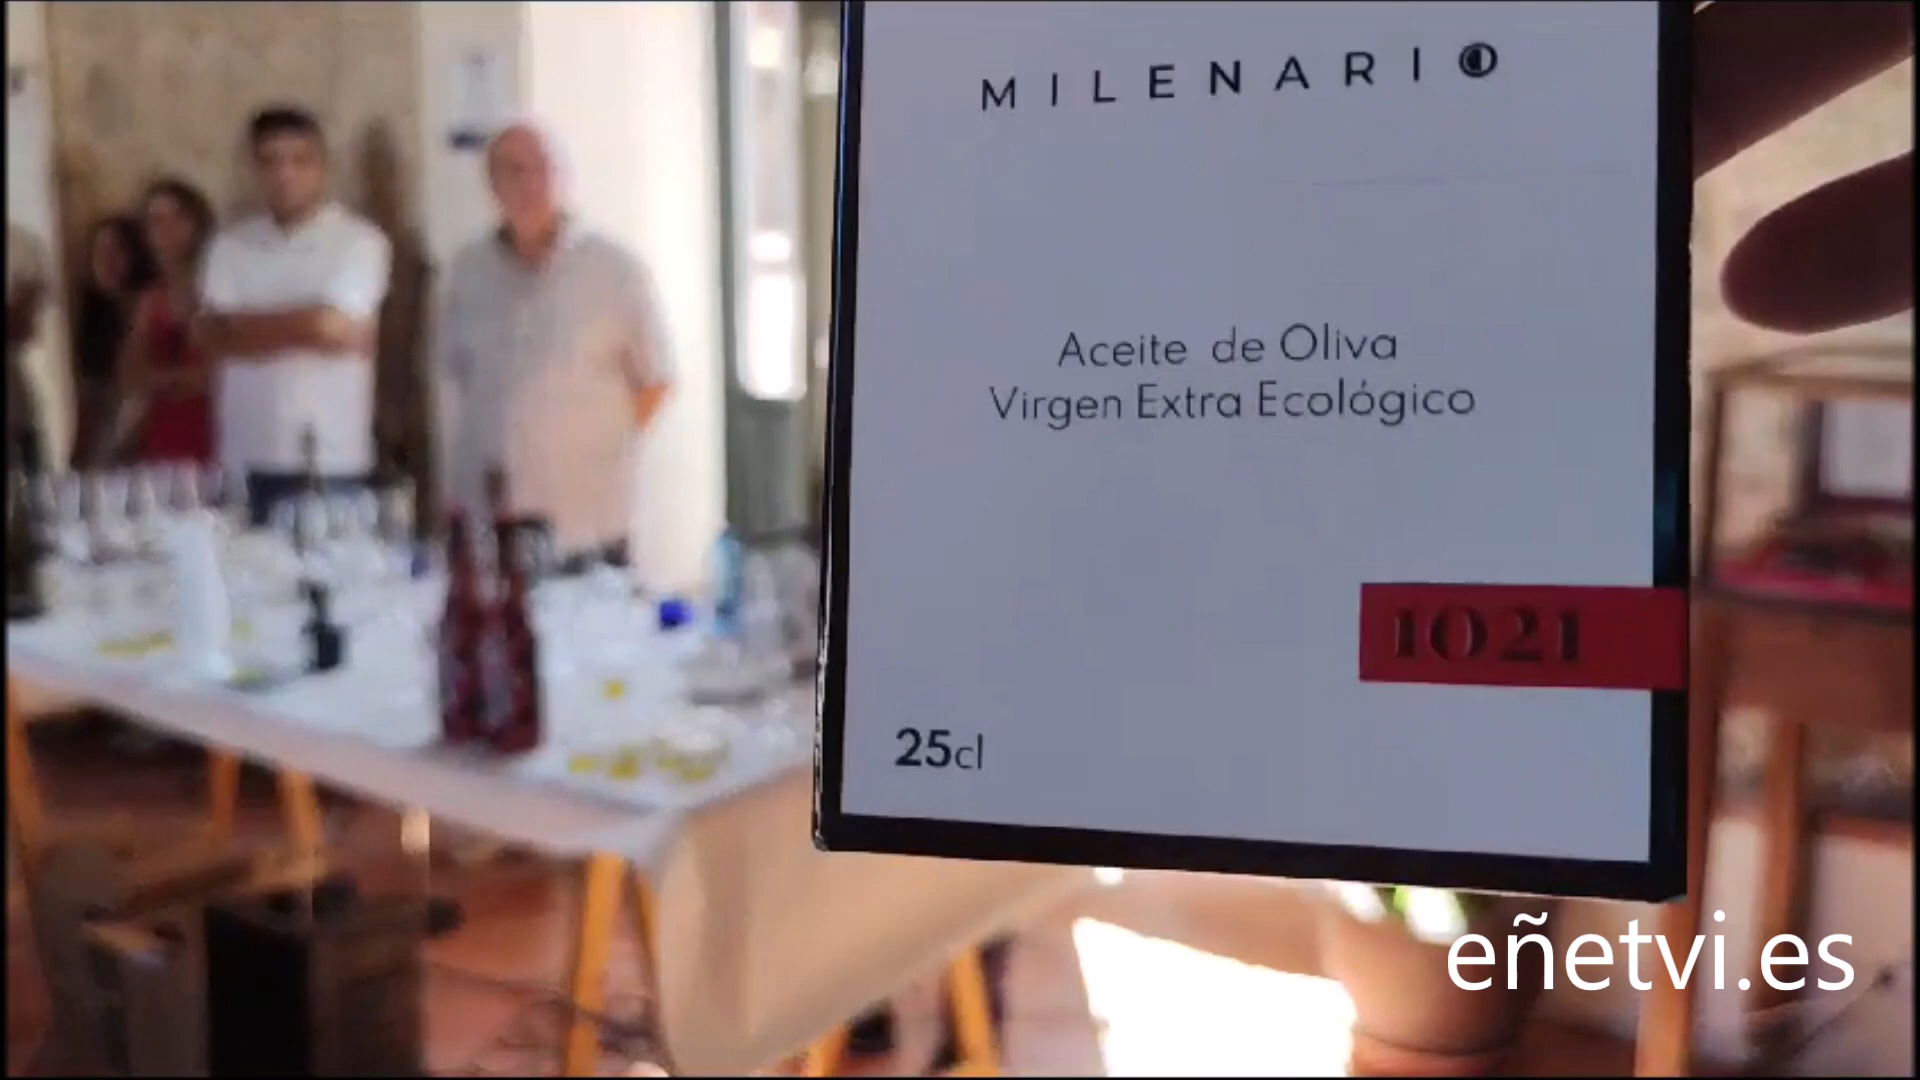 MILENARIO
Aceite de Oliva
Virgen Extra Ecológico
1021
25cl
eñetvi.es